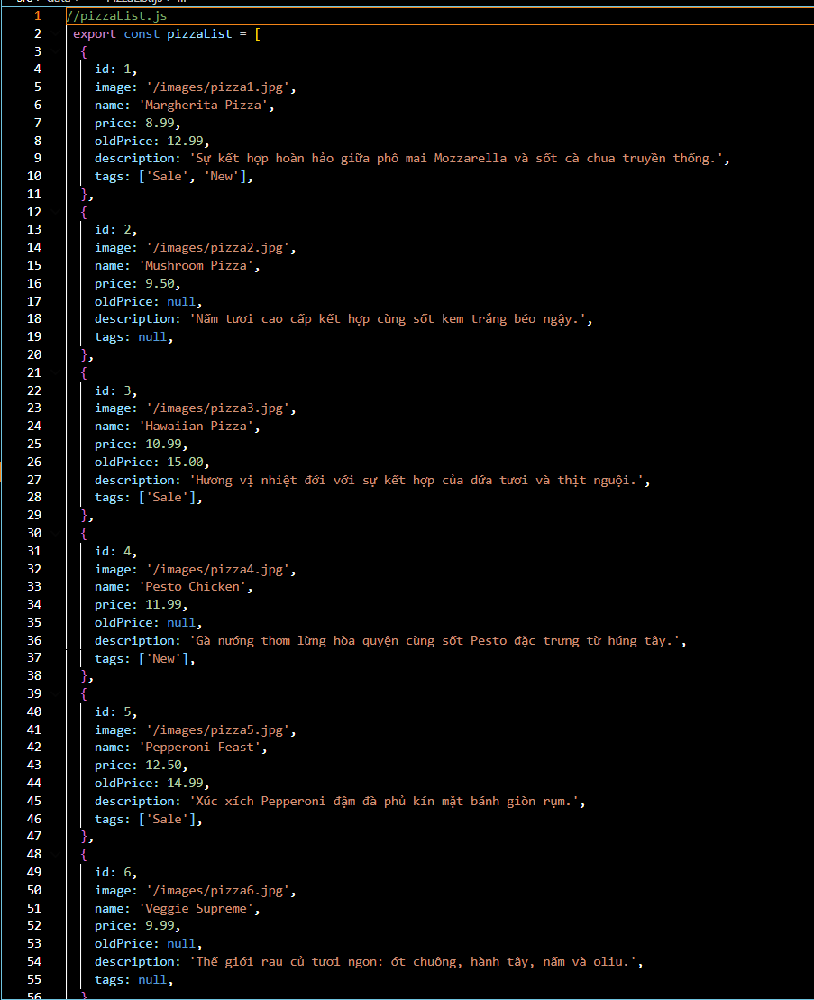 //pizzaList.js
export const pizzaList = [
{
id: 1,
image: '/images/pizza1.jpg',
name: 'Margherita Pizza',
price: 8.99,
oldPrice: 12.99,
description: 'Sự kết hợp hoàn hảo giữa phô mai Mozzarella và sốt cà chua truyền thống.',
tags: ['Sale', 'New'],
},
{
id: 2,
image: '/images/pizza2.jpg',
name: 'Mushroom Pizza',
price: 9.50,
oldPrice: null,
description: 'Nấm tươi cao cấp kết hợp cùng sốt kem trắng béo ngậy.',
tags: null,
},
{
id: 3,
image: '/images/pizza3.jpg',
name: 'Hawaiian Pizza',
price: 10.99,
oldPrice: 15.00,
description: 'Hương vị nhiệt đới với sự kết hợp của dứa tươi và thịt nguội.',
tags: ['Sale'],
},
{
id: 4,
image: '/images/pizza4.jpg',
name: 'Pesto Chicken',
price: 11.99,
oldPrice: null,
description: 'Gà nướng thơm lừng hòa quyện cùng sốt Pesto đặc trưng từ húng tây.',
tags: ['New'],
},
{
id: 5,
image: '/images/pizza5.jpg',
name: 'Pepperoni Feast',
price: 12.50,
oldPrice: 14.99,
description: 'Xúc xích Pepperoni đậm đà phủ kín mặt bánh giòn rụm.',
tags: ['Sale'],
},
{
id: 6,
image: '/images/pizza6.jpg',
name: 'Veggie Supreme',
price: 9.99,
oldPrice: null,
description: 'Thế giới rau củ tươi ngon: ớt chuông, hành tây, nấm và oliu.',
tags: null,
}